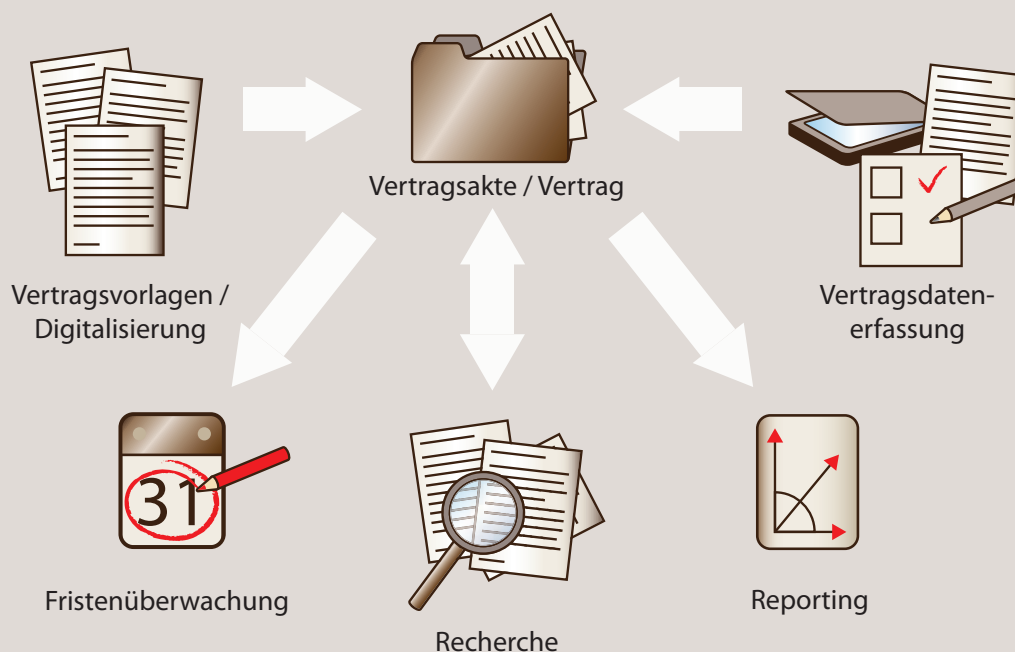 Vertragsakte / Vertrag
Vertragsvorlagen /
Digitalisierung
Vertragsdaten-
erfassung
31
Fristenüberwachung
Recherche
Reporting